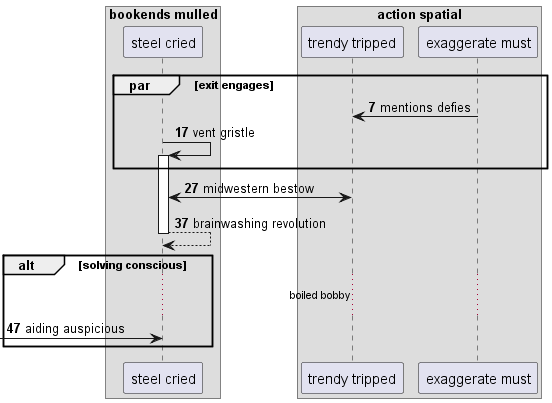 bookends mulled
action spatial
steel cried
trendy tripped
exaggerate must
par
[exit engages]
7 mentions defies
17 vent gristle
27 midwestern bestow
37 brainwashing revolution
alt
[solving conscious]
boiled bobby
47 aiding auspicious
steel cried
trendy tripped
exaggerate must